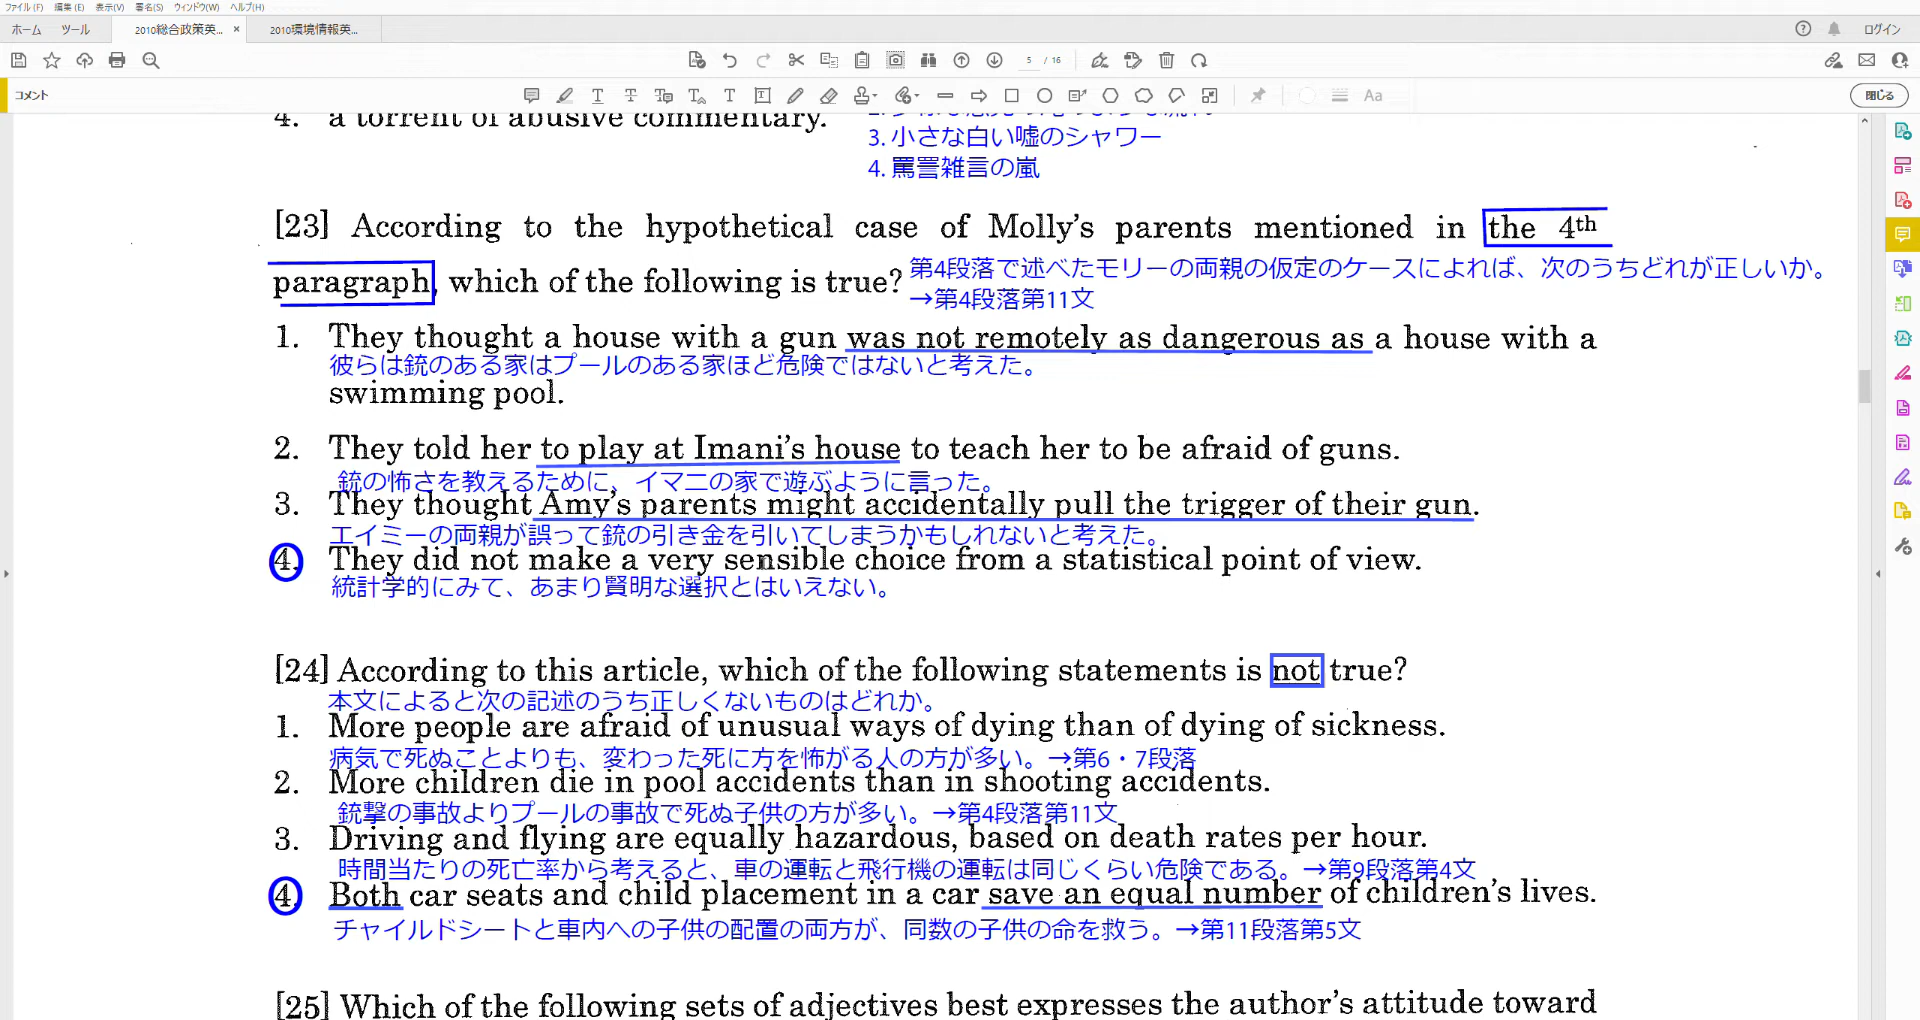 ファイル(F) 編集(E) 表示(V) 署名(S) ウィンドウ(W) ヘルプ(H)
ホーム ツール 2010総合政策英... × 2010環境情報英... ログイン
5 / 16
コメント 閉じる
4. a torrent of abusive commentary.
3. 小さな白い嘘のシャワー
4. 罵詈雑言の嵐
[23] According to the hypothetical case of Molly's parents mentioned in the 4th
paragraph, which of the following is true? 第4段落で述べたモリーの両親の仮定のケースによれば、次のうちどれが正しいか。
→第4段落第11文
1. They thought a house with a gun was not remotely as dangerous as a house with a
彼らは銃のある家はプールのある家ほど危険ではないと考えた。
swimming pool.
2. They told her to play at Imani's house to teach her to be afraid of guns.
銃の怖さを教えるために、イマニの家で遊ぶように言った。
3. They thought Amy's parents might accidentally pull the trigger of their gun.
エイミーの両親が誤って銃の引き金を引いてしまうかもしれないと考えた。
4. They did not make a very sensible choice from a statistical point of view.
統計学的にみて、あまり賢明な選択とはいえない。
[24] According to this article, which of the following statements is not true?
本文によると次の記述のうち正しくないものはどれか。
1. More people are afraid of unusual ways of dying than of dying of sickness.
病気で死ぬことよりも、変わった死に方を怖がる人の方が多い。→第6・7段落
2. More children die in pool accidents than in shooting accidents.
銃撃の事故よりプールの事故で死ぬ子供の方が多い。→第4段落第11文
3. Driving and flying are equally hazardous, based on death rates per hour.
時間当たりの死亡率から考えると、車の運転と飛行機の運転は同じくらい危険である。→第9段落第4文
4. Both car seats and child placement in a car save an equal number of children's lives.
チャイルドシートと車内への子供の配置の両方が、同数の子供の命を救う。→第11段落第5文
[25] Which of the following sets of adjectives best expresses the author's attitude toward